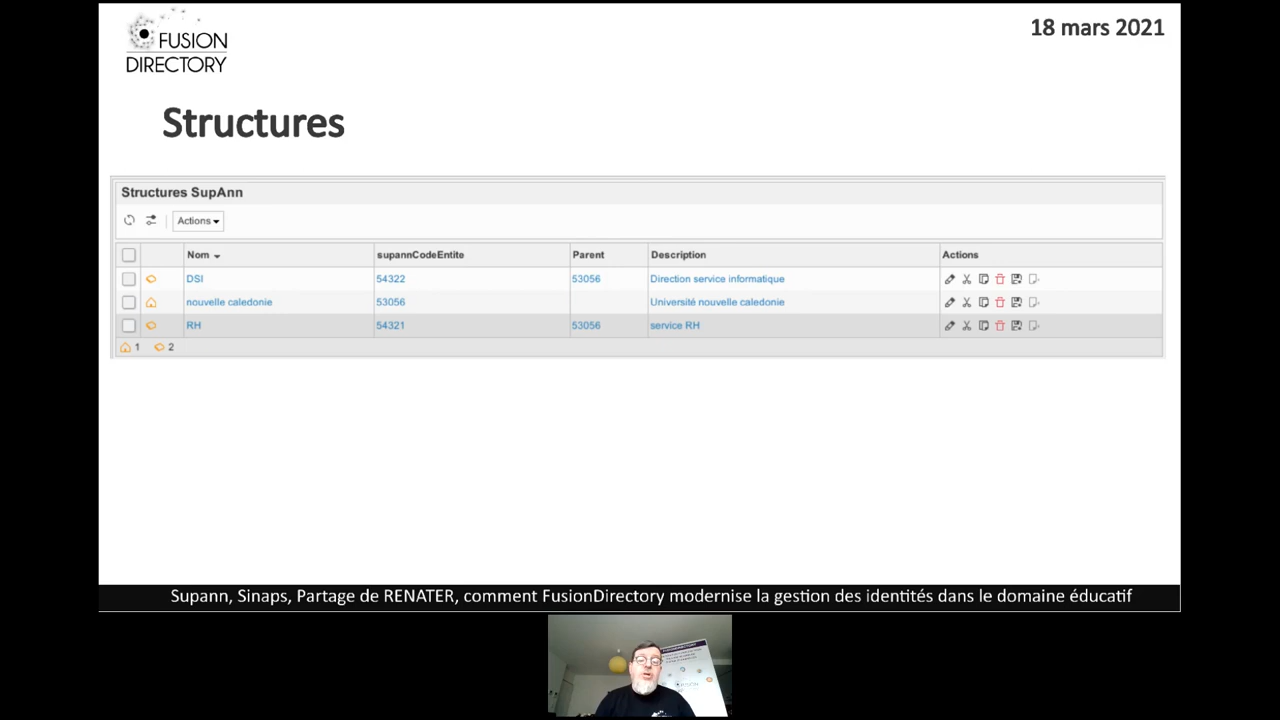 FUSION
DIRECTORY
18 mars 2021
Structures
Structures SupAnn
Actions
Nom supannCodeEntite Parent Description Actions
DSI 54322 53056 Direction service informatique
nouvelle caledonie 53056 Université nouvelle caledonie
RH 54321 53056 service RH
1 2
Supann, Sinaps, Partage de RENATER, comment FusionDirectory modernise la gestion des identités dans le domaine éducatif